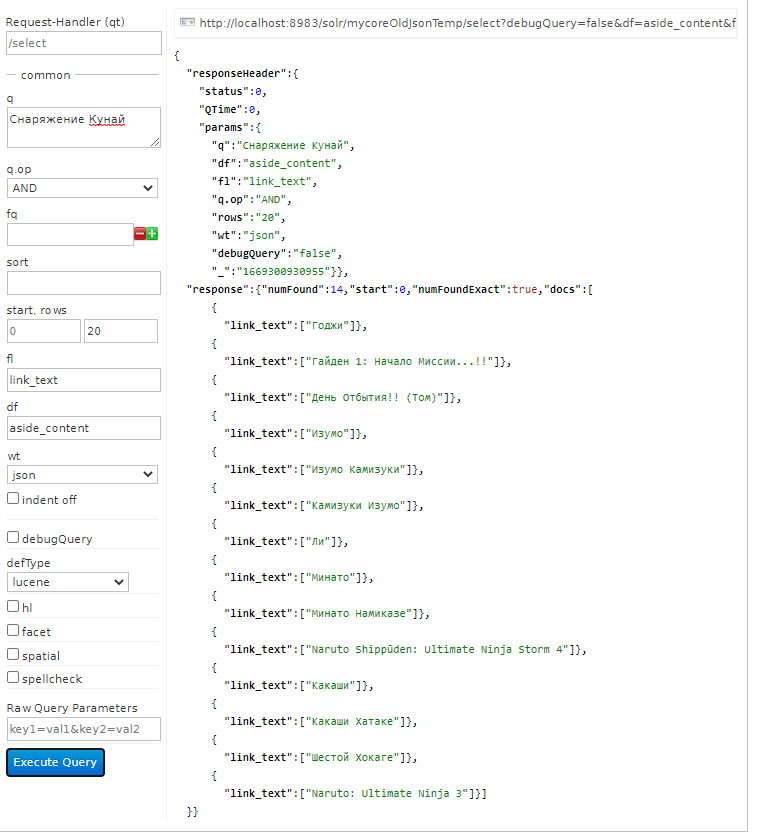 Request-Handler (qt)
/select
common
q
Снаряжение Кунай
q.op
AND
fq
sort
start, rows
0
20
fl
link_text
df
aside_content
wt
json
indent off
debugQuery
defType
lucene
hl
facet
spatial
spellcheck
Raw Query Parameters
key1=val1&key2=val2
Execute Query
http://localhost:8983/solr/mycoreOldJsonTemp/select?debugQuery=false&df=aside_content&f
{
"responseHeader":{
"status":0,
"QTime":0,
"params":{
"q":"Снаряжение Кунай",
"df":"aside_content",
"fl":"link_text",
"q.op":"AND",
"rows":"20",
"wt":"json",
"debugQuery":"false",
"_":"1669300930955"}},
"response":{"numFound":14,"start":0,"numFoundExact":true,"docs":[
{
"link_text":["Годжи"]},
{
"link_text":["Гайден 1: Начало Миссии...!!"]},
{
"link_text":["День Отбытия!! (Том)"]},
{
"link_text":["Изумо"]},
{
"link_text":["Изумо Камизуки"]},
{
"link_text":["Камизуки Изумо"]},
{
"link_text":["Ли"]},
{
"link_text":["Минато"]},
{
"link_text":["Минато Намиказе"]},
{
"link_text":["Naruto Shippūden: Ultimate Ninja Storm 4"]},
{
"link_text":["Какаши"]},
{
"link_text":["Какаши Хатаке"]},
{
"link_text":["Шестой Хокаге"]},
{
"link_text":["Naruto: Ultimate Ninja 3"]}]
}}